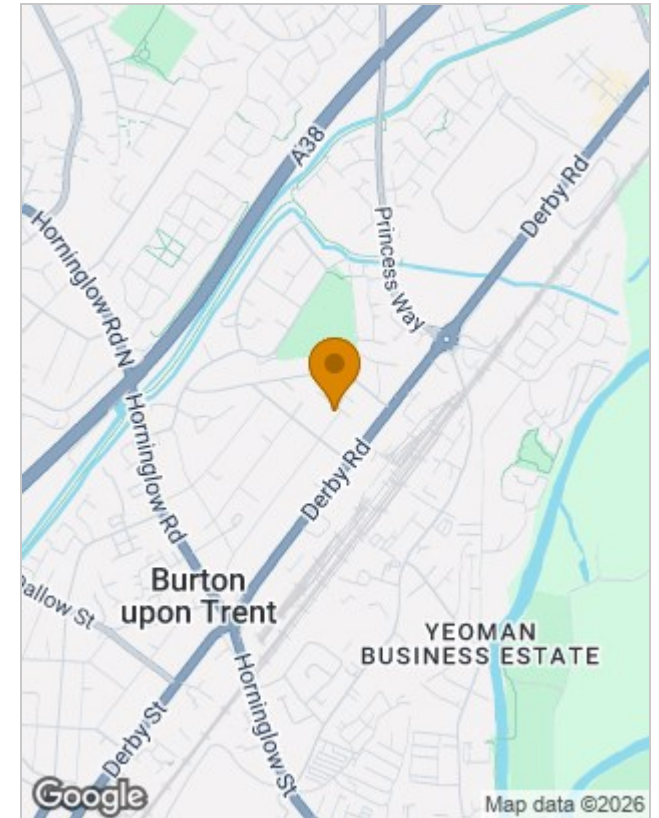 A38
Derby Rd
Princess Way
Horninglow Rd N
Horninglow Rd
Derby Rd
Burton
upon Trent
allow St
YEOMAN
BUSINESS ESTATE
Horninglow St
Derby St
Google
Map data ©2026